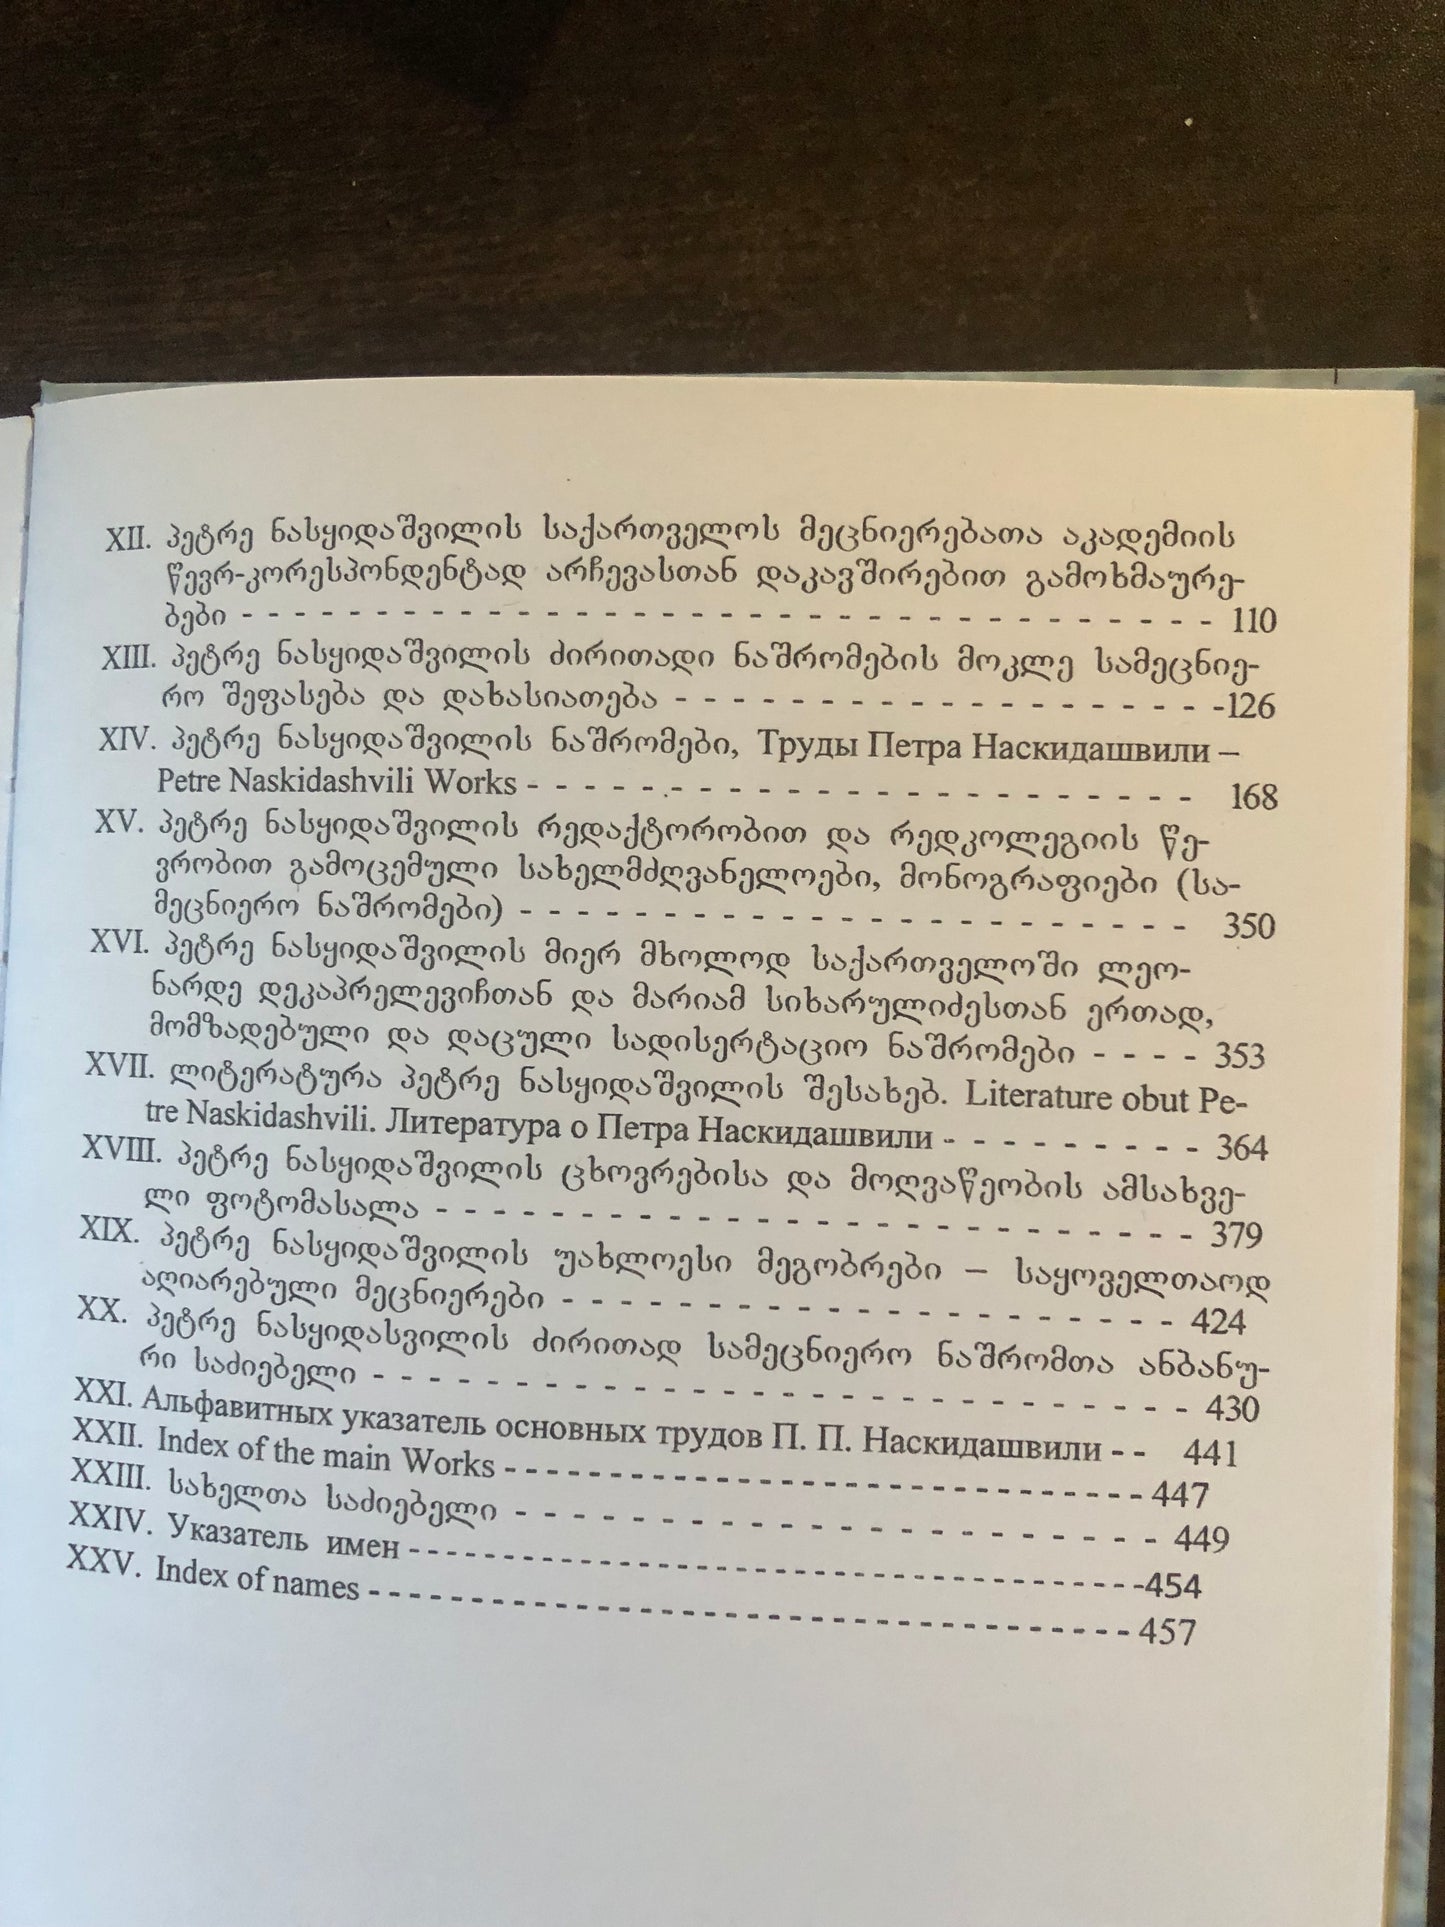 XII. პეტრე ნასყიდაშვილის საქართველოს მეცნიერებათა აკადემიის
წევრ-კორესპონდენტად არჩევასთან დაკავშირებით გამოხმაურე-
ბები - - - - - - - - - - - - - - - - - - - - - - - - - - - - - - - - - - - - - - 110
XIII. პეტრე ნასყიდაშვილის ძირითადი ნაშრომების მოკლე სამეცნიე-
რო შეფასება და დახასიათება - - - - - - - - - - - - - - - - - - - -126
XIV. პეტრე ნასყიდაშვილის ნაშრომები, Труды Петра Наскидашвили –
Petre Naskidashvili Works - - - - - - - - - - - - - - - - - - - - - - - - 168
XV. პეტრე ნასყიდაშვილის რედაქტორობით და რედკოლეგიის წე-
ვრობით გამოცემული სახელმძღვანელოები, მონოგრაფიები (სა-
მეცნიერო ნაშრომები) - - - - - - - - - - - - - - - - - - - - - - - - 350
XVI. პეტრე ნასყიდაშვილის მიერ მხოლოდ საქართველოში ლეო-
ნარდე დეკაპრელევიჩთან და მარიამ სიხარულიძესთან ერთად,
მომზადებული და დაცული სადისერტაციო ნაშრომები - - - - 353
XVII. ლიტერატურა პეტრე ნასყიდაშვილის შესახებ. Literature obut Pe-
tre Naskidashvili. Литература о Петра Наскидашвили - - - - - - - - - 364
XVIII. პეტრე ნასყიდაშვილის ცხოვრებისა და მოღვაწეობის ამსახვე-
ლი ფოტომასალა - - - - - - - - - - - - - - - - - - - - - - - - - - - 379
XIX. პეტრე ნასყიდაშვილის უახლოესი მეგობრები – საყოველთაოდ
აღიარებული მეცნიერები - - - - - - - - - - - - - - - - - - - - - - 424
XX. პეტრე ნასყიდასვილის ძირითად სამეცნიერო ნაშრომთა ანბანუ-
რი საძიებელი - - - - - - - - - - - - - - - - - - - - - - - - - - - - - 430
XXI. Альфавитных указатель основных трудов П. П. Наскидашвили - - 441
XXII. Index of the main Works - - - - - - - - - - - - - - - - - - - - - - - - - - - - - - - - - 447
XXIII. სახელთა საძიებელი - - - - - - - - - - - - - - - - - - - - - - - 449
XXIV. Указатель имен - - - - - - - - - - - - - - - - - - - - - - - - - - - - - - - - - - - - - -454
XXV. Index of names - - - - - - - - - - - - - - - - - - - - - - - - - - - - - - - - - - - - - - 457